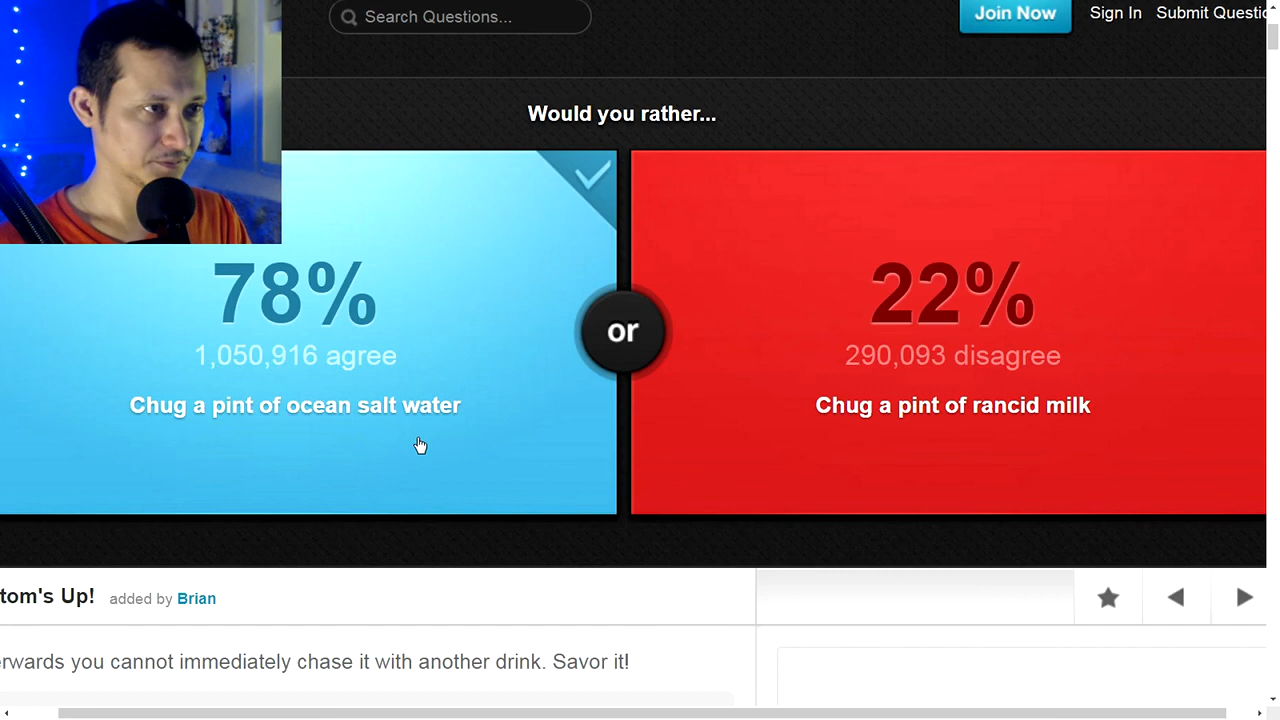 Search Questions...
Join Now
Sign In
Submit Questio
Would you rather...
78%
1,050,916 agree
Chug a pint of ocean salt water
or
22%
290,093 disagree
Chug a pint of rancid milk
tom's Up! added by Brian
erwards you cannot immediately chase it with another drink. Savor it!